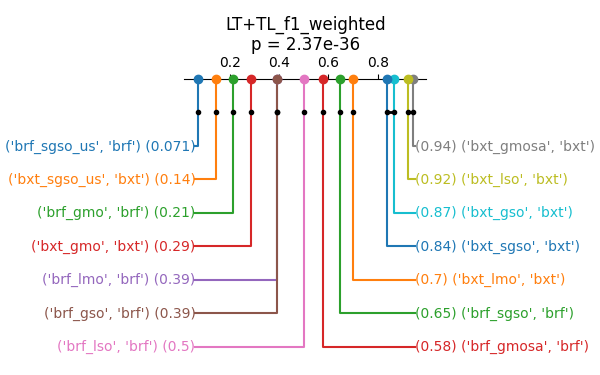 LT+TL_f1_weighted
p = 2.37e-36
0.2 0.4 0.6 0.8
('brf_sgso_us', 'brf') (0.071)
(0.94) ('bxt_gmosa', 'bxt')
('bxt_sgso_us', 'bxt') (0.14)
(0.92) ('bxt_lso', 'bxt')
('brf_gmo', 'brf') (0.21)
(0.87) ('bxt_gso', 'bxt')
('bxt_gmo', 'bxt') (0.29)
(0.84) ('bxt_sgso', 'bxt')
('brf_lmo', 'brf') (0.39)
(0.7) ('bxt_lmo', 'bxt')
('brf_gso', 'brf') (0.39)
(0.65) ('brf_sgso', 'brf')
('brf_lso', 'brf') (0.5)
(0.58) ('brf_gmosa', 'brf')